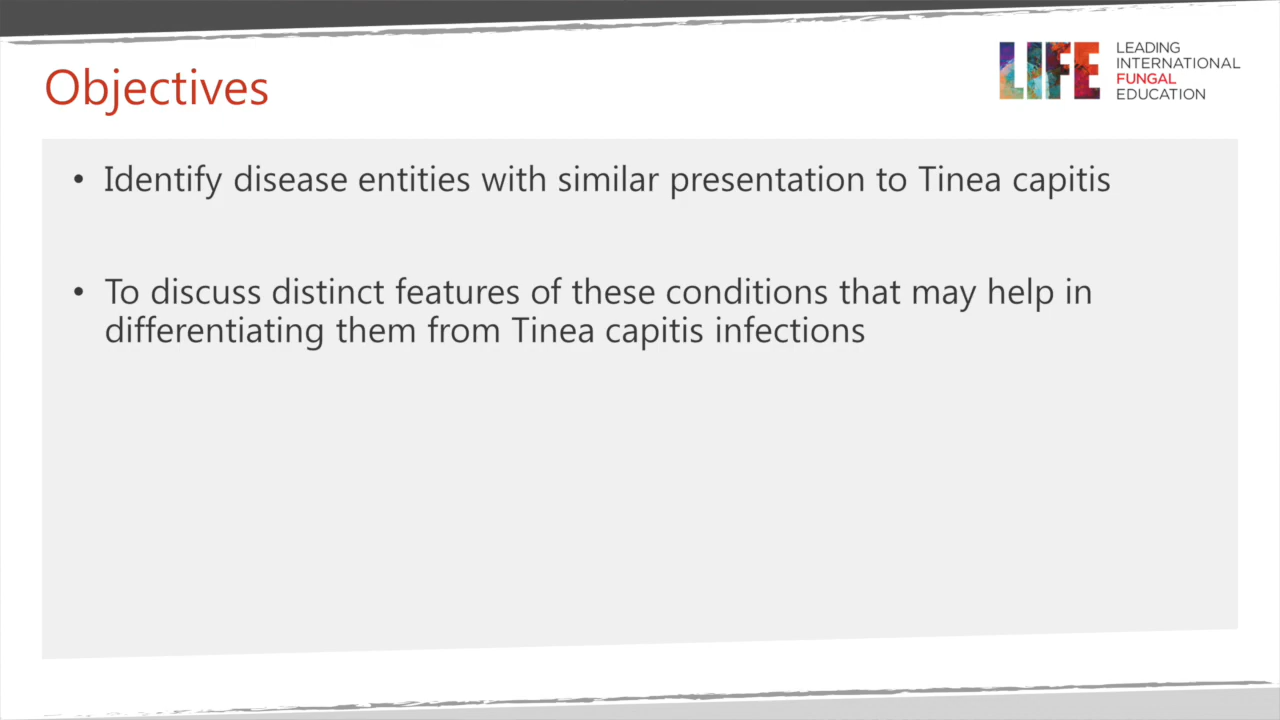 Objectives
LIFE
LEADING
INTERNATIONAL
FUNGAL
EDUCATION
• Identify disease entities with similar presentation to Tinea capitis
• To discuss distinct features of these conditions that may help in
differentiating them from Tinea capitis infections